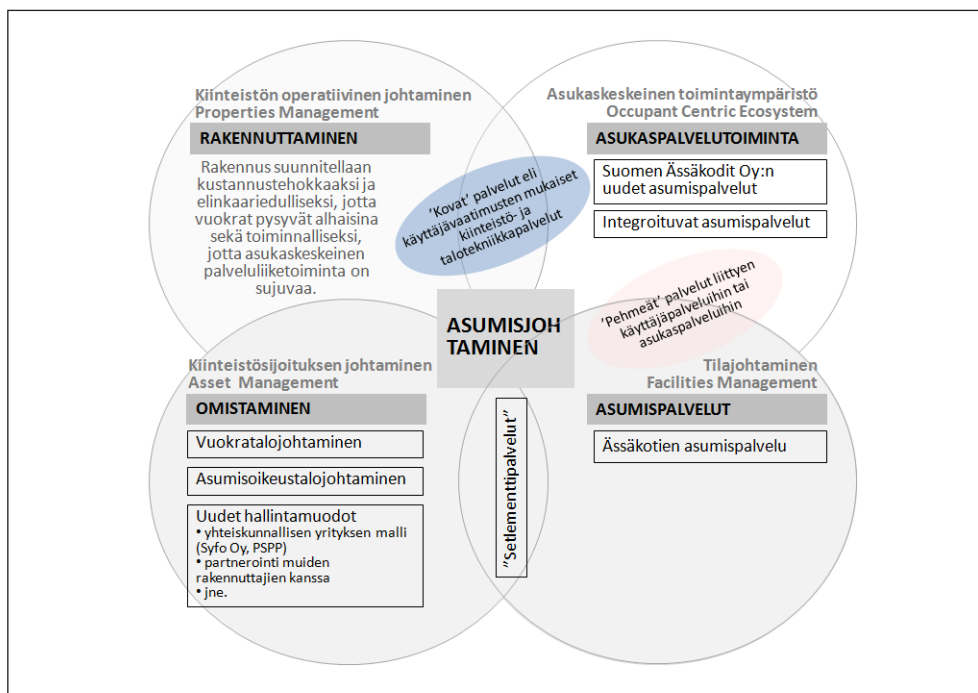 Kiinteistön operatiivinen johtaminen
Properties Management
RAKENNUTTAMINEN
Rakennus suunnitellaan
kustannustehokkaaksi ja
elinkaariedulliseksi, jotta
vuokrat pysyvät alhaisina
sekä toiminnalliseksi,
jotta asukaskeskeinen
palveluliiketoiminta on
sujuvaa.
Asukaskeskeinen toimintaympäristö
Occupant Centric Ecosystem
ASUKASPALVELUTOIMINTA
Suomen Ässäkodit Oy:n
uudet asumispalvelut
Integroituvat asumispalvelut
'Kovat' palvelut eli
käyttäjävaatimusten mukaiset
kiinteistö- ja
talotekniikkapalvelut
'Pehmeät' palvelut liittyen
käyttäjäpalveluihin tai
asukaspalveluihin
ASUMISJOH
TAMINEN
Kiinteistösijoituksen johtaminen
Asset Management
OMISTAMINEN
Vuokratalojohtaminen
Asumisoikeustalojohtaminen
Uudet hallintamuodot
• yhteiskunnallisen yrityksen malli
(Syfo Oy, PSPP)
• partnerointi muiden
rakennuttajien kanssa
• jne.
"Setlementtipalvelut"
Tilajohtaminen
Facilities Management
ASUMISPALVELUT
Ässäkotien asumispalvelu